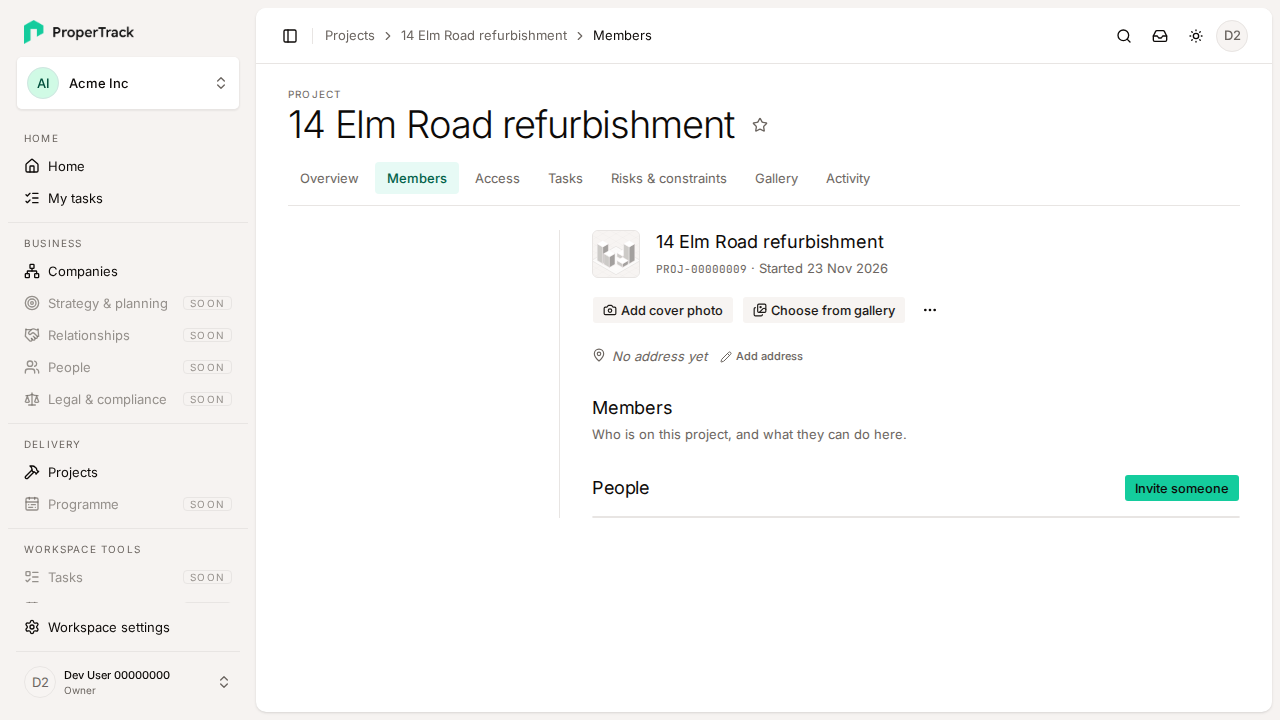 ProperTrack
AI Acme Inc
HOME
Home
My tasks
BUSINESS
Companies
Strategy & planning SOON
Relationships SOON
People SOON
Legal & compliance SOON
DELIVERY
Projects
Programme SOON
WORKSPACE TOOLS
Tasks SOON
Workspace settings
D2 Dev User 00000000
Owner
Projects > 14 Elm Road refurbishment > Members
D2
PROJECT
14 Elm Road refurbishment
Overview Members Access Tasks Risks & constraints Gallery Activity
14 Elm Road refurbishment
PROJ-00000009 · Started 23 Nov 2026
Add cover photo Choose from gallery
No address yet Add address
Members
Who is on this project, and what they can do here.
People Invite someone